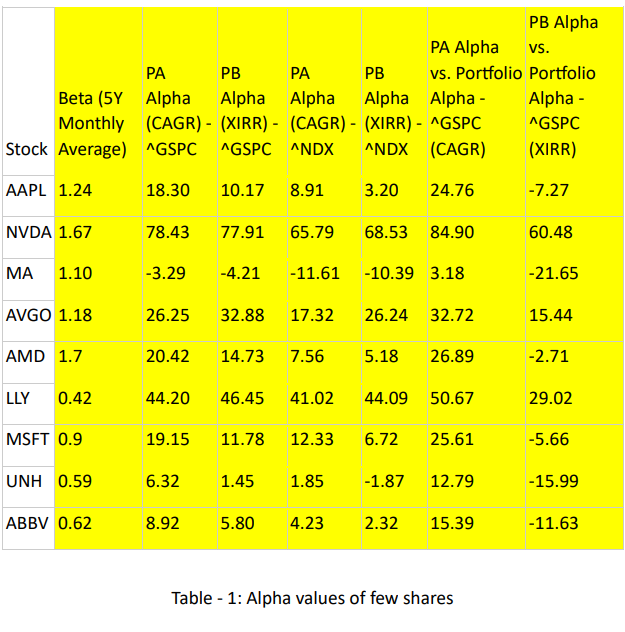 Stock | Beta (5Y Monthly Average) | PA Alpha (CAGR) - ^GSPC | PB Alpha (XIRR) - ^GSPC | PA Alpha (CAGR) - ^NDX | PB Alpha (XIRR) - ^NDX | PA Alpha vs. Portfolio Alpha - ^GSPC (CAGR) | PB Alpha vs. Portfolio Alpha - ^GSPC (XIRR)
AAPL 1.24 18.30 10.17 8.91 3.20 24.76 -7.27
NVDA 1.67 78.43 77.91 65.79 68.53 84.90 60.48
MA 1.10 -3.29 -4.21 -11.61 -10.39 3.18 -21.65
AVGO 1.18 26.25 32.88 17.32 26.24 32.72 15.44
AMD 1.7 20.42 14.73 7.56 5.18 26.89 -2.71
LLY 0.42 44.20 46.45 41.02 44.09 50.67 29.02
MSFT 0.9 19.15 11.78 12.33 6.72 25.61 -5.66
UNH 0.59 6.32 1.45 1.85 -1.87 12.79 -15.99
ABBV 0.62 8.92 5.80 4.23 2.32 15.39 -11.63
Table - 1: Alpha values of few shares